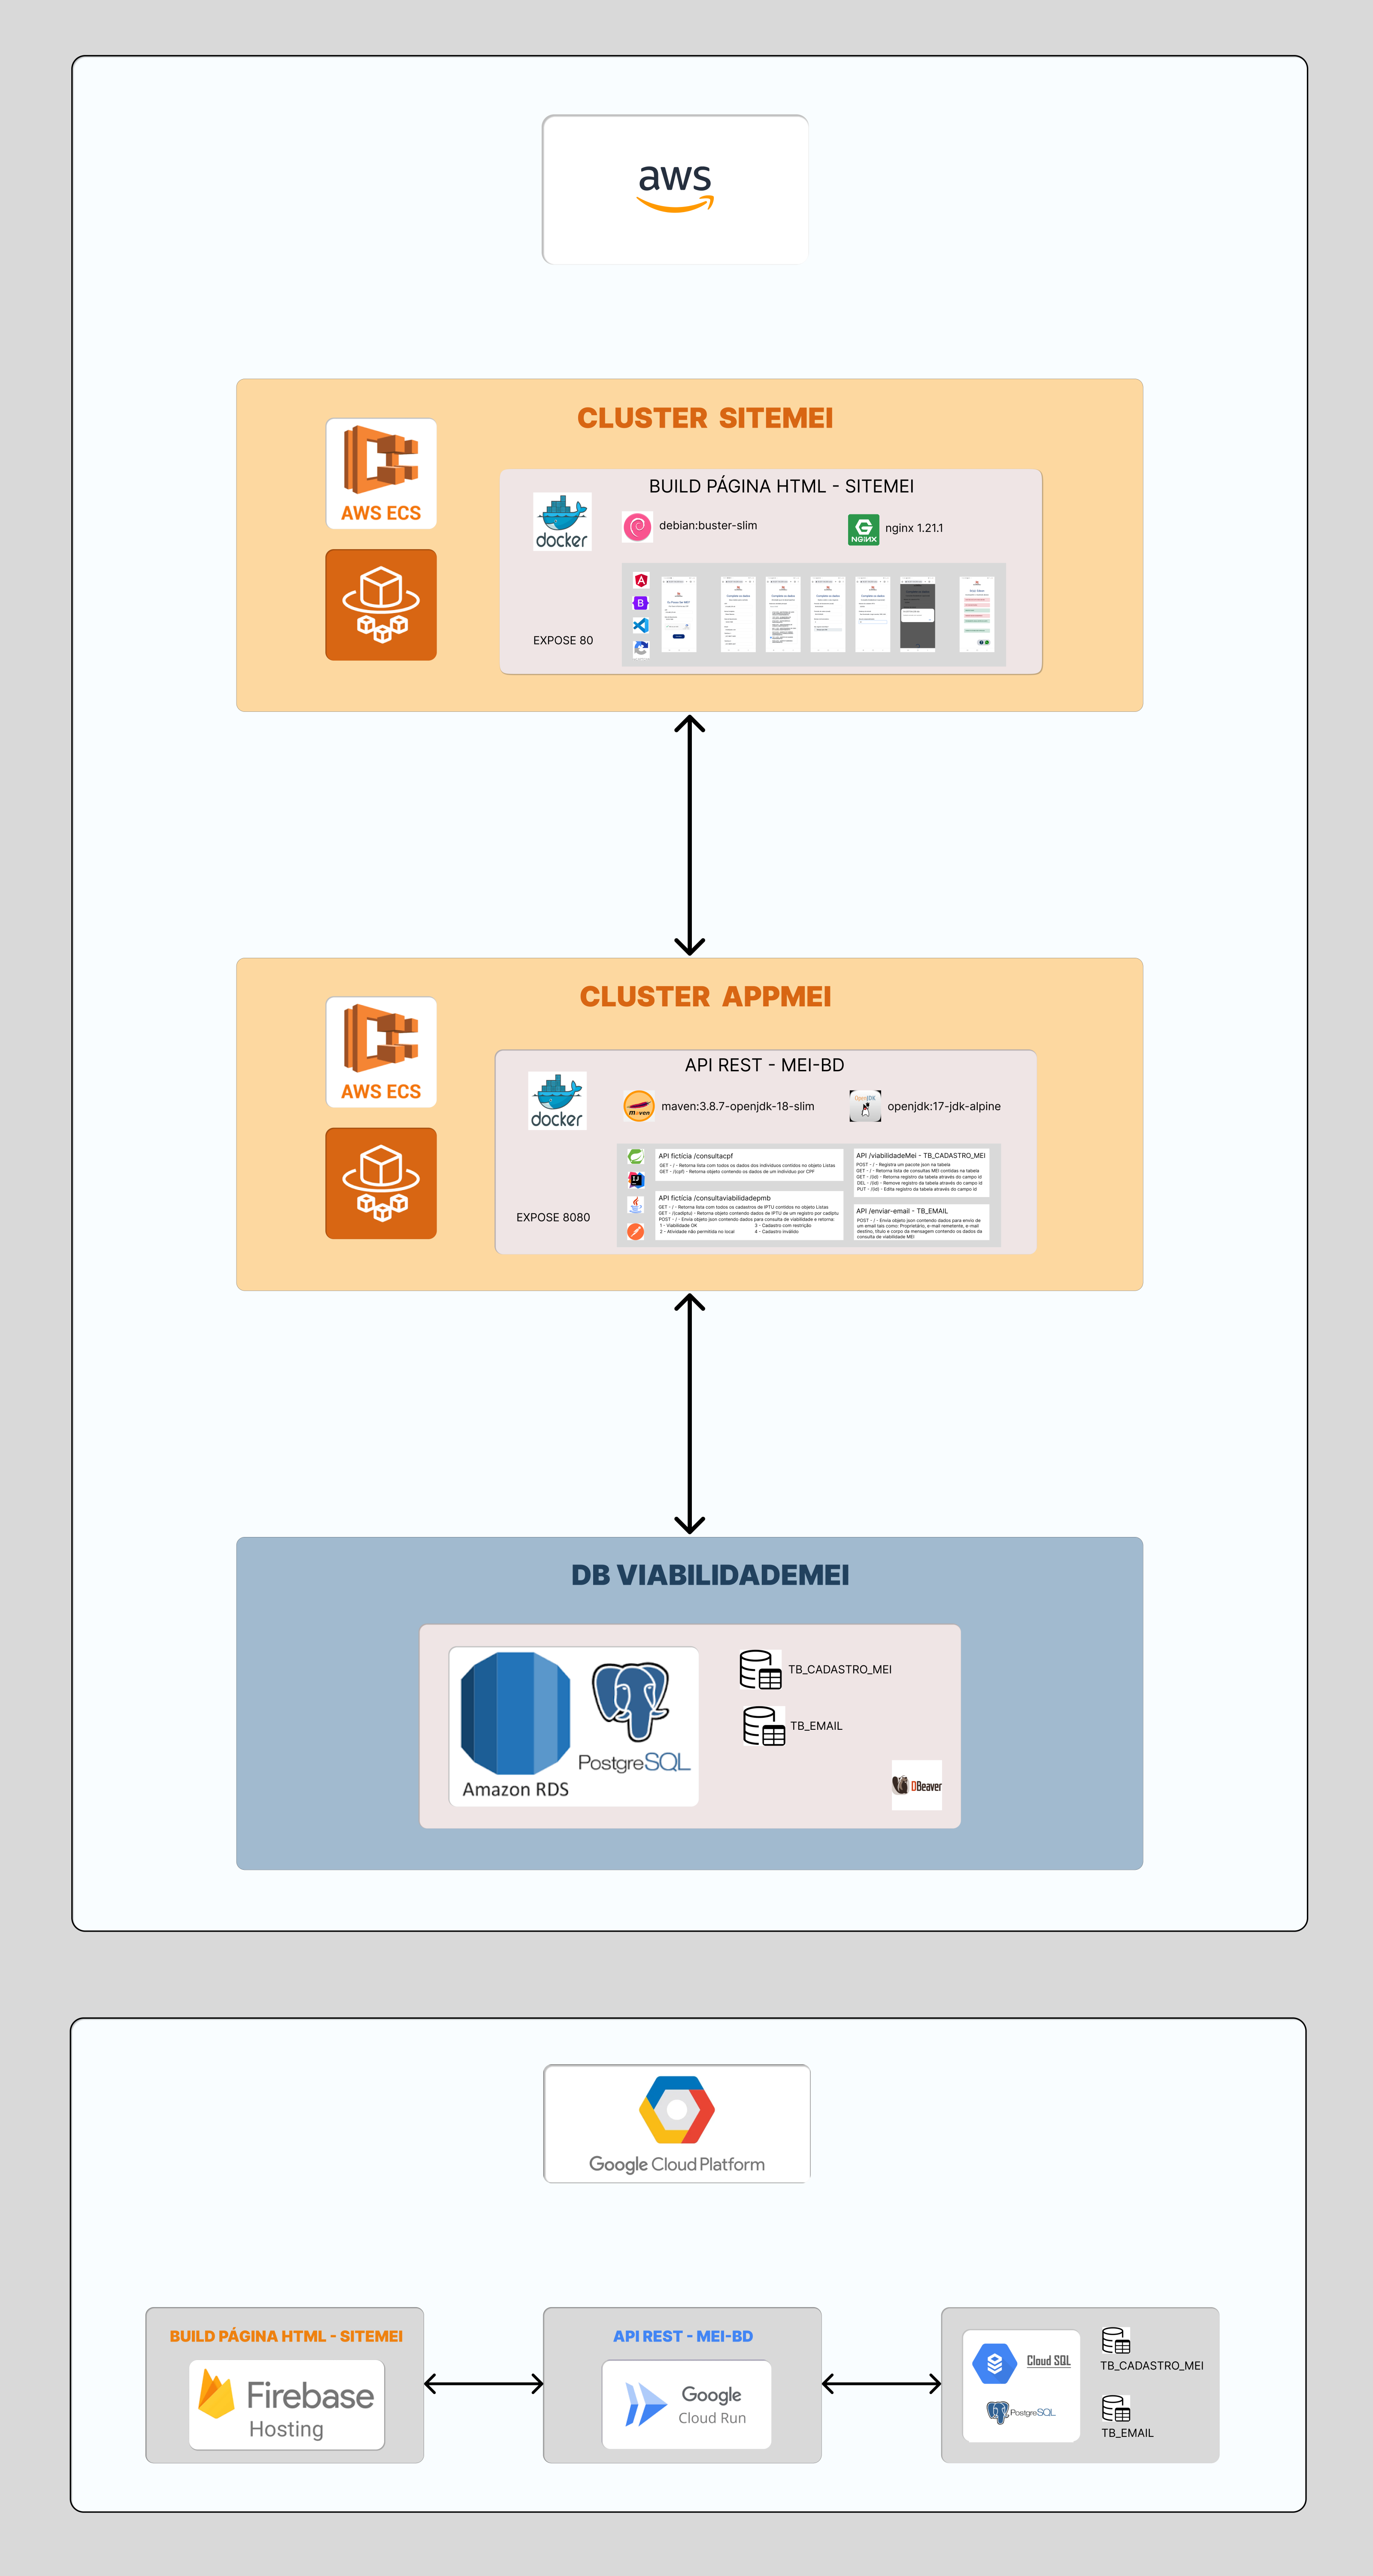 aws
CLUSTER SITEMEI
AWS ECS
BUILD PÁGINA HTML - SITEMEI
docker
debian:buster-slim
NGINX
nginx 1.21.1
B
EXPOSE 80
CLUSTER APPMEI
AWS ECS
API REST - MEI-BD
docker
maven
maven:3.8.7-openjdk-18-slim
OpenJDK
openjdk:17-jdk-alpine
EXPOSE 8080
API fictícia /consultacpf
GET - / - Retorna lista com todos os dados dos indivíduos contidos no objeto Listas
GET - /{cpf} - Retorna objeto contendo os dados de um indivíduo por CPF
API fictícia /consultaviabilidadepmb
GET - / - Retorna lista com todos os cadastros de IPTU contidos no objeto Listas
GET - /{cadiptu} - Retorna objeto contendo dados de IPTU de um registro por cadiptu
POST - / - Envia objeto json contendo dados para consulta de viabilidade e retorna
1 - Viabilidade OK
3 - Cadastro com restrição
2 - Atividade não permitida no local
4 - Cadastro inválido
API /viabilidadeMei - TB_CADASTRO_MEI
POST - / - Registra um pacote json na tabela
GET - / - Retorna lista de consultas MEI contidas na tabela
GET - /{id} - Retorna registro da tabela através do campo id
DEL - /{id} - Remove registro da tabela através do campo id
PUT - /{id} - Edita registro da tabela através do campo id
API /enviar-email - TB_EMAIL
POST - / - Envia objeto json contendo dados para envio de
um email tais como: Proprietário, e-mail remetente, e-mail
destino, título e corpo da mensagem contendo os dados da
consulta de viabilidade MEI
DB VIABILIDADEMEI
Amazon RDS
PostgreSQL
TB_CADASTRO_MEI
TB_EMAIL
DBeaver
Google Cloud Platform
BUILD PÁGINA HTML - SITEMEI
Firebase
Hosting
API REST - MEI-BD
Google
Cloud Run
Cloud SQL
PostgreSQL
TB_CADASTRO_MEI
TB_EMAIL